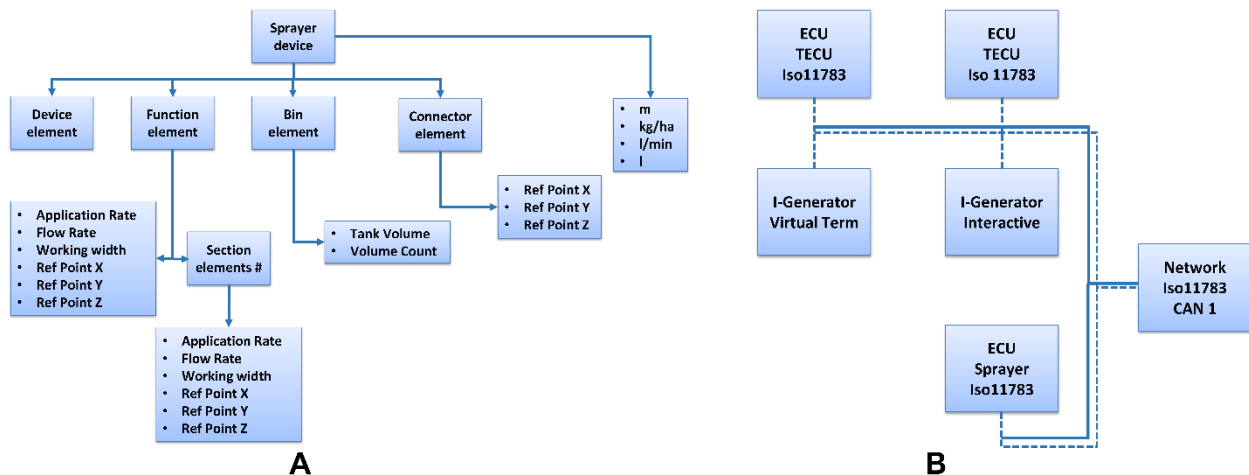 Sprayer
device
Device
element
Function
element
Bin
element
Connector
element
• m
• kg/ha
• l/min
• l
• Application Rate
• Flow Rate
• Working width
• Ref Point X
• Ref Point Y
• Ref Point Z
Section
elements #
• Tank Volume
• Volume Count
• Ref Point X
• Ref Point Y
• Ref Point Z
• Application Rate
• Flow Rate
• Working width
• Ref Point X
• Ref Point Y
• Ref Point Z
A
ECU
TECU
Iso11783
ECU
TECU
Iso 11783
I-Generator
Virtual Term
I-Generator
Interactive
Network
Iso11783
CAN 1
ECU
Sprayer
Iso11783
B